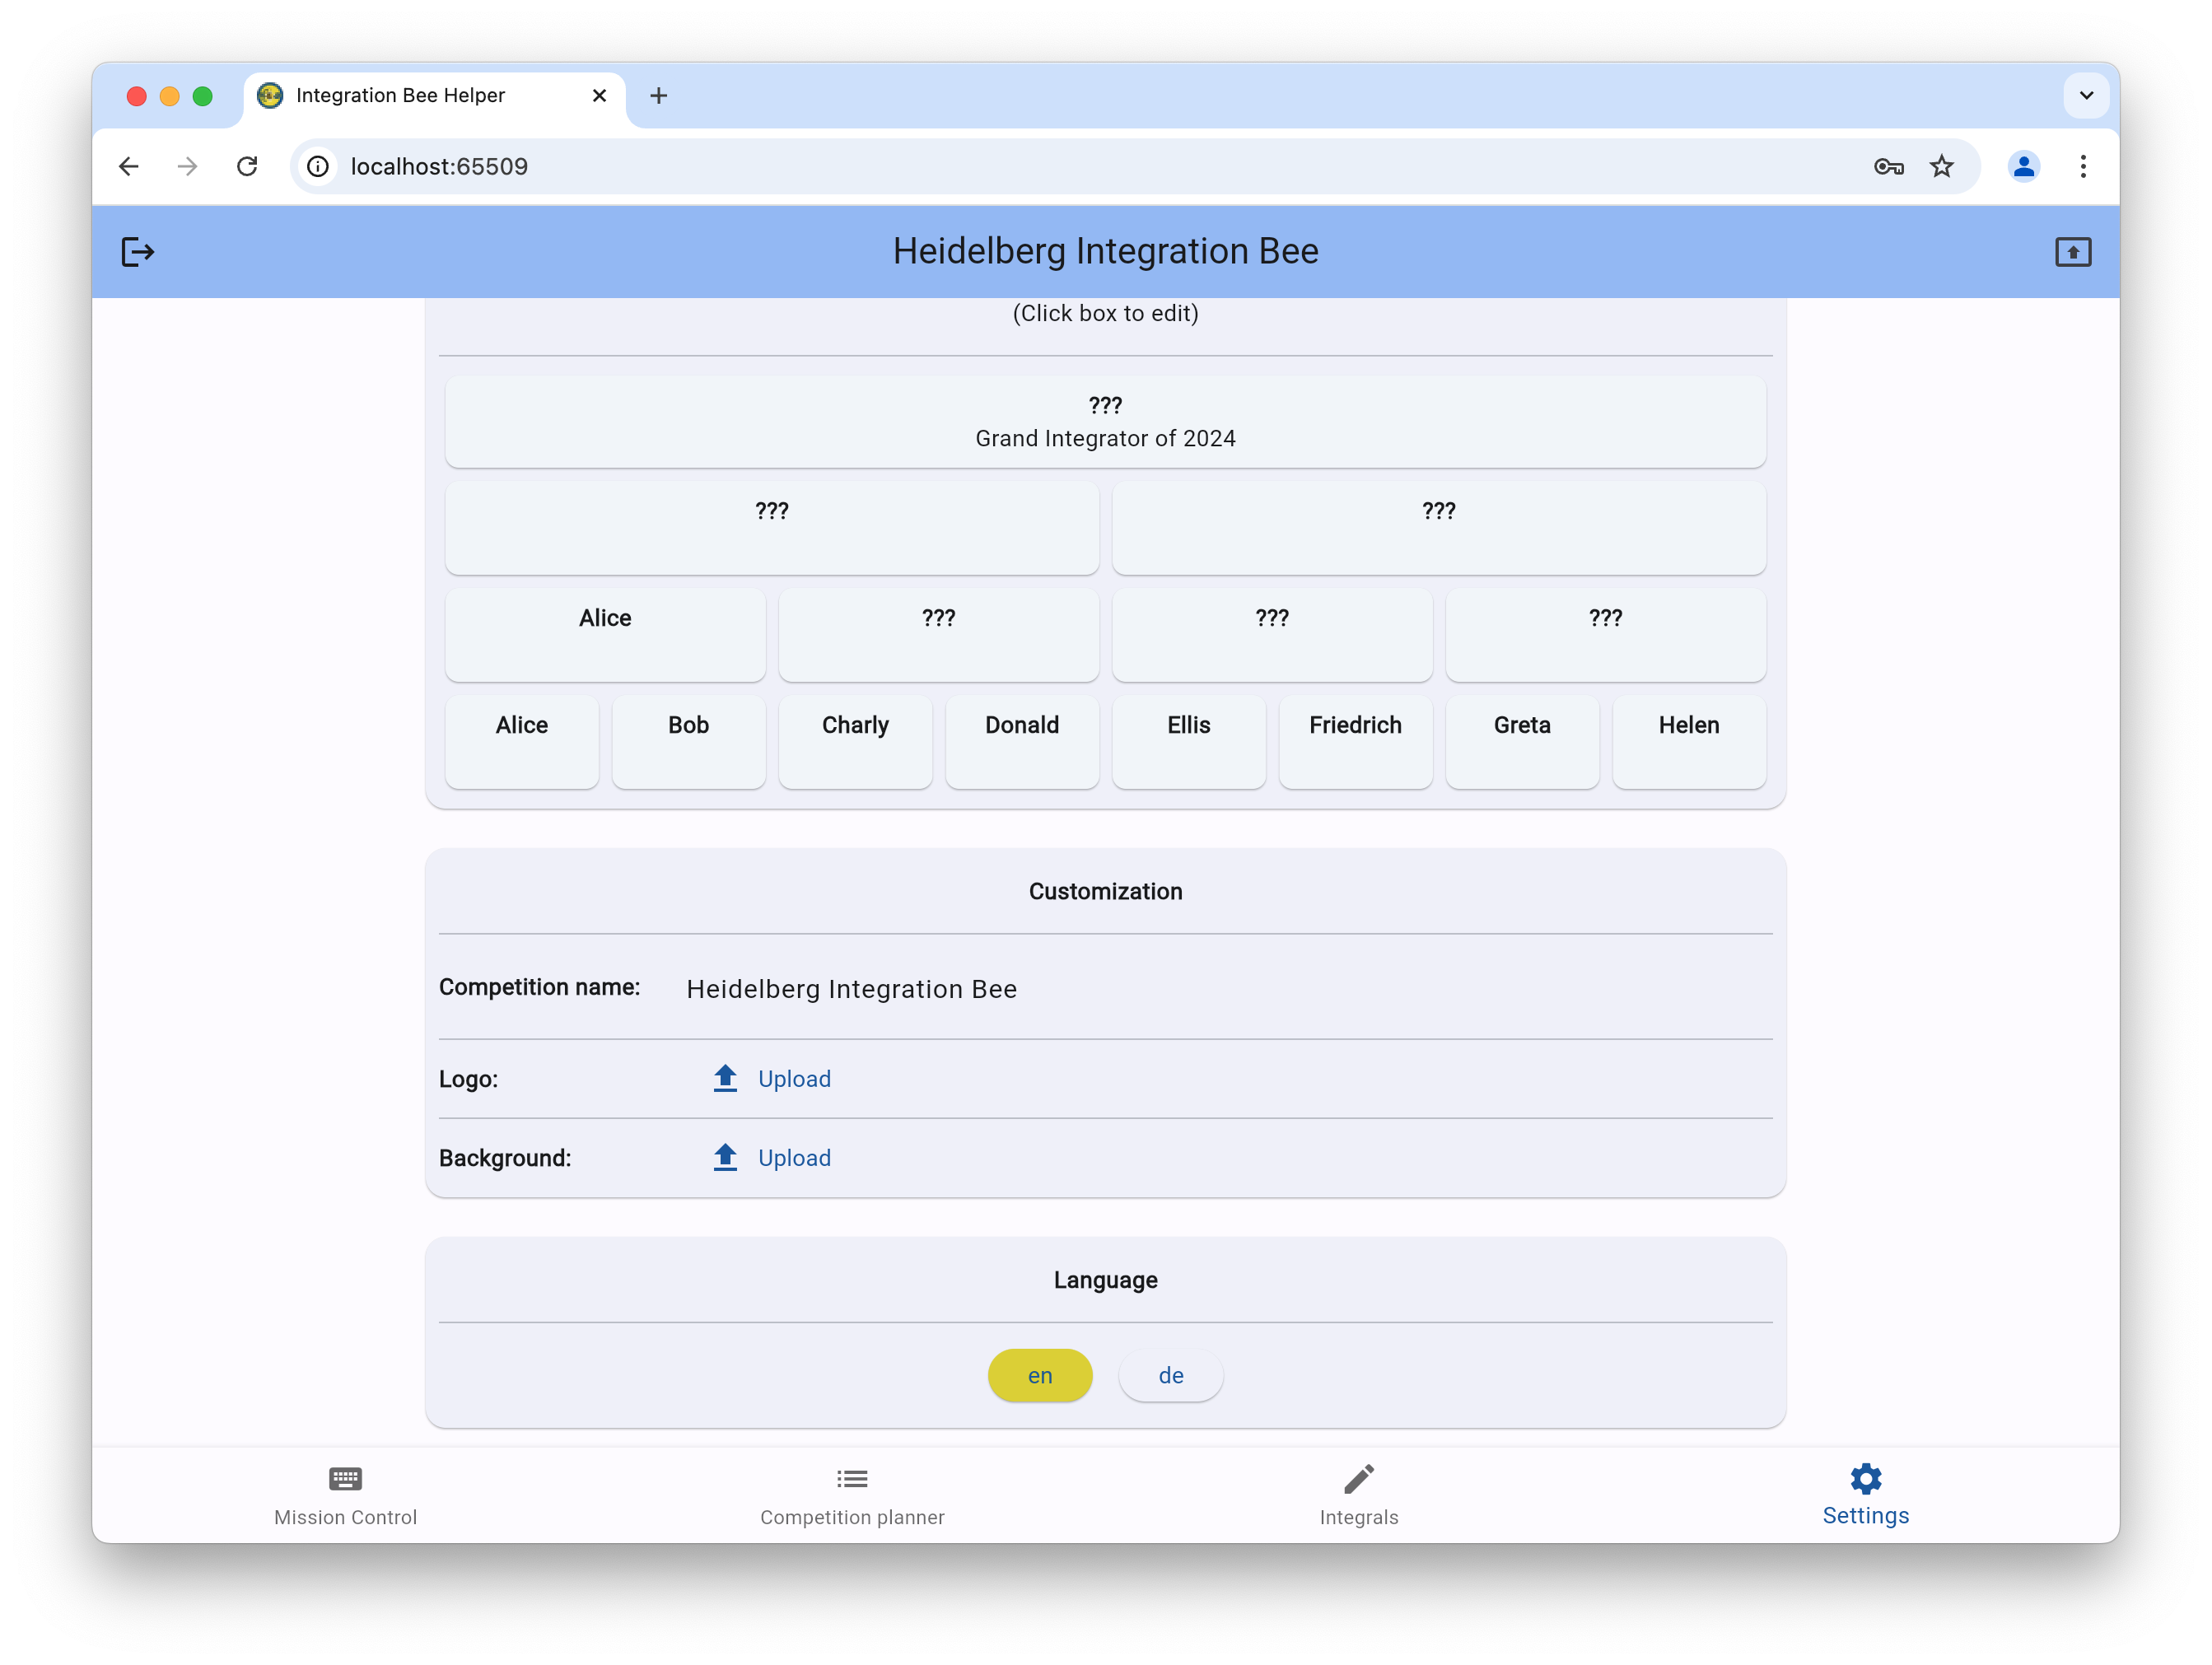 Integration Bee Helper
localhost:65509
Heidelberg Integration Bee
(Click box to edit)
???
Grand Integrator of 2024
??? ???
Alice ??? ??? ???
Alice Bob Charly Donald Ellis Friedrich Greta Helen
Customization
Competition name: Heidelberg Integration Bee
Logo: Upload
Background: Upload
Language
en de
Mission Control Competition planner Integrals Settings